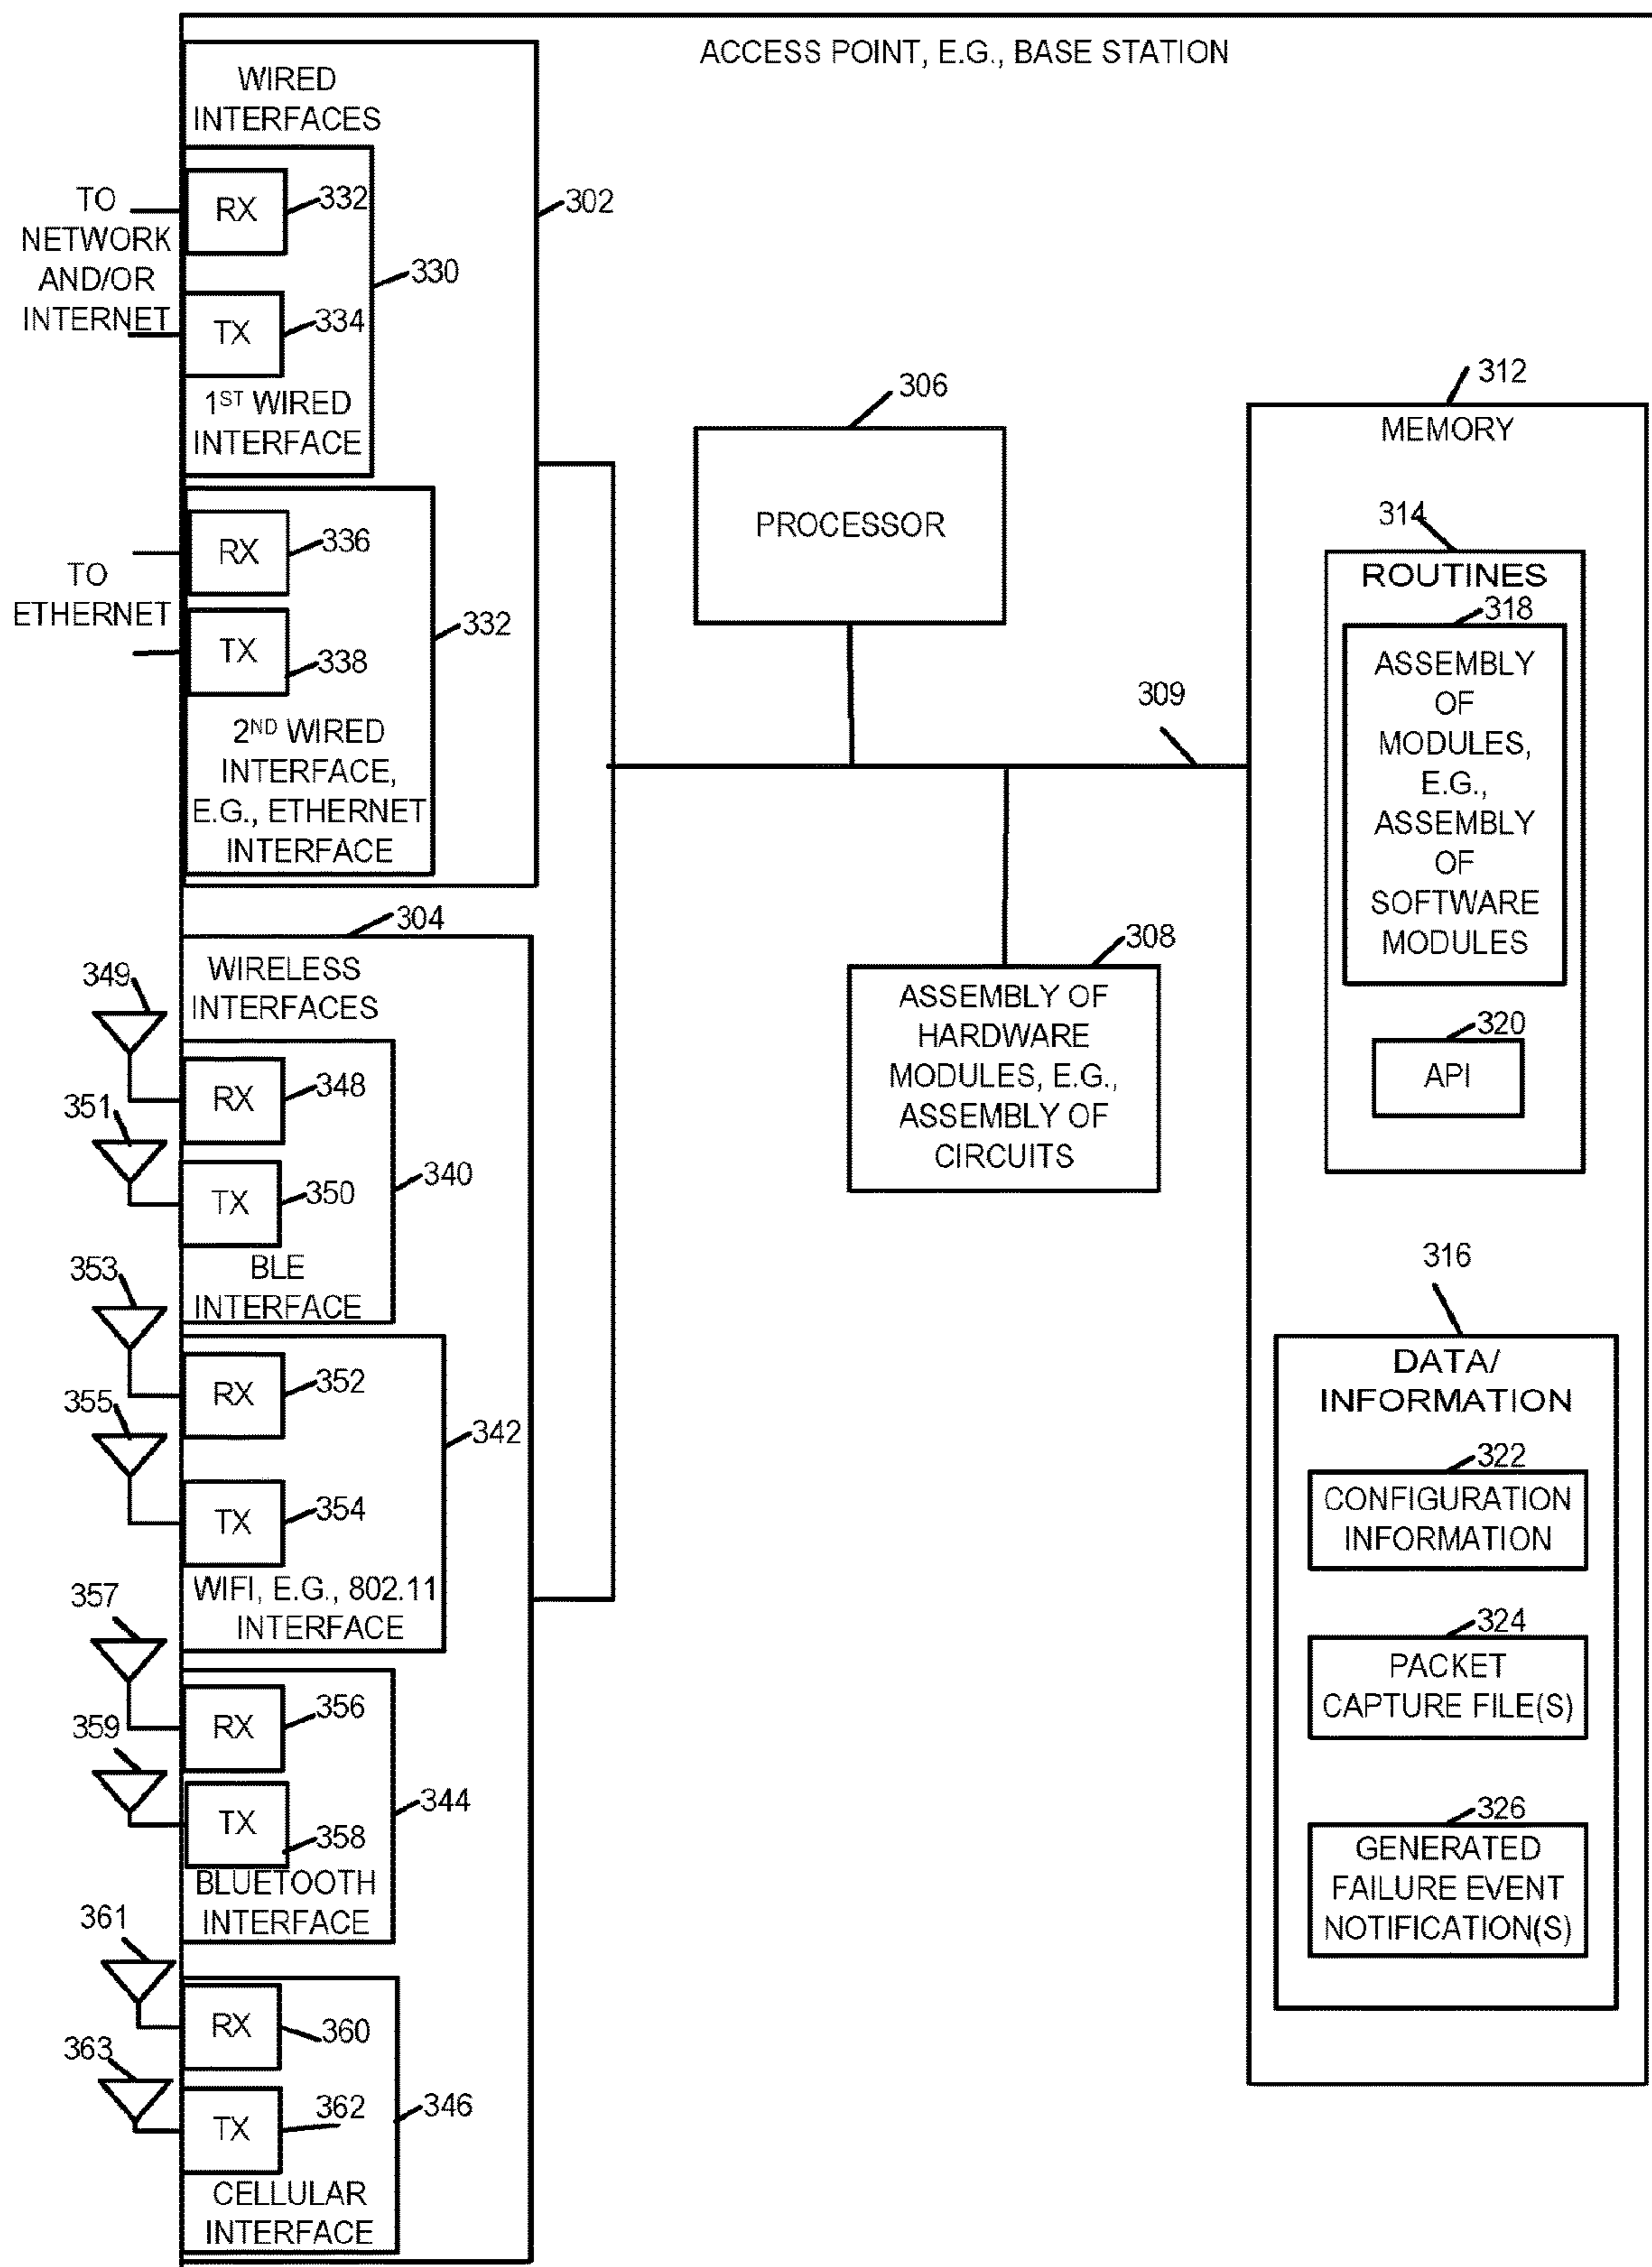 ACCESS POINT, E.G., BASE STATION
WIRED
INTERFACES
302
TO
NETWORK
AND/OR
INTERNET
RX
332
330
TX
334
1ST WIRED
INTERFACE
TO
ETHERNET
RX
336
332
TX
338
2ND WIRED
INTERFACE,
E.G., ETHERNET
INTERFACE
304
WIRELESS
INTERFACES
349
RX
348
351
TX
350
340
BLE
INTERFACE
353
RX
352
355
342
TX
354
WIFI, E.G., 802.11
INTERFACE
357
RX
356
359
TX
358
344
BLUETOOTH
INTERFACE
361
RX
360
363
TX
362
346
CELLULAR
INTERFACE
306
PROCESSOR
309
308
ASSEMBLY OF
HARDWARE
MODULES, E.G.,
ASSEMBLY OF
CIRCUITS
312
MEMORY
314
ROUTINES
318
ASSEMBLY
OF
MODULES,
E.G.,
ASSEMBLY
OF
SOFTWARE
MODULES
320
API
316
DATA/
INFORMATION
322
CONFIGURATION
INFORMATION
324
PACKET
CAPTURE FILE(S)
326
GENERATED
FAILURE EVENT
NOTIFICATION(S)